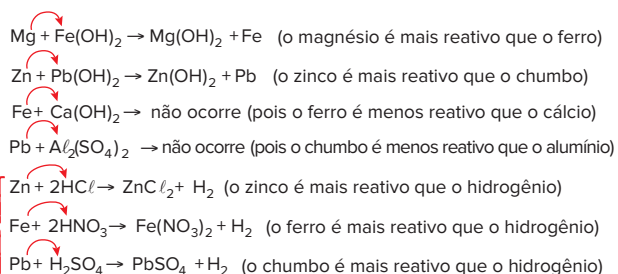 Mg + Fe(OH)₂ → Mg(OH)₂ + Fe (o magnésio é mais reativo que o ferro)
Zn + Pb(OH)₂ → Zn(OH)₂ + Pb (o zinco é mais reativo que o chumbo)
Fe + Ca(OH)₂ → não ocorre (pois o ferro é menos reativo que o cálcio)
Pb + Aℓ₂(SO₄)₂ → não ocorre (pois o chumbo é menos reativo que o alumínio)
Zn + 2HCℓ → ZnCℓ₂ + H₂ (o zinco é mais reativo que o hidrogênio)
Fe + 2HNO₃ → Fe(NO₃)₂ + H₂ (o ferro é mais reativo que o hidrogênio)
Pb + H₂SO₄ → PbSO₄ + H₂ (o chumbo é mais reativo que o hidrogênio)